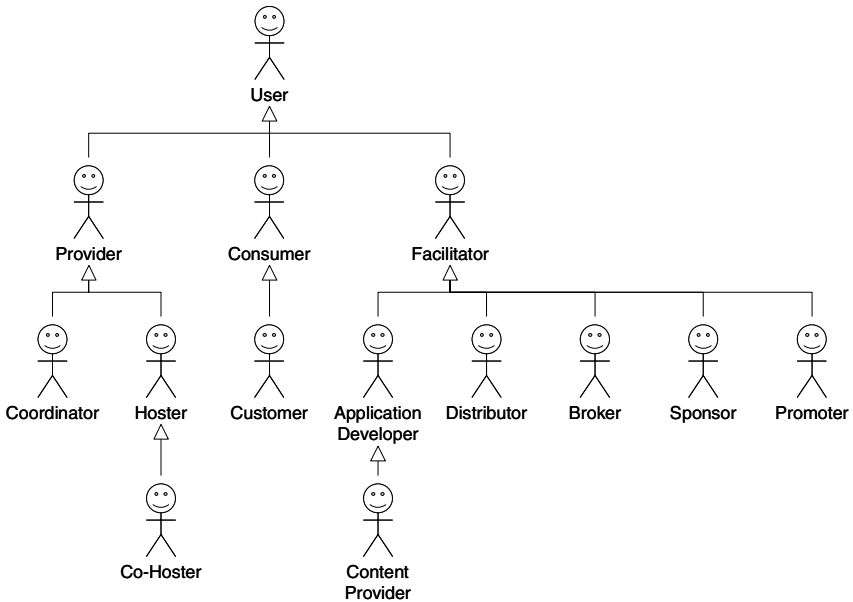 User
Provider
Consumer
Facilitator
Coordinator
Hoster
Customer
Application
Developer
Distributor
Broker
Sponsor
Promoter
Co-Hoster
Content
Provider